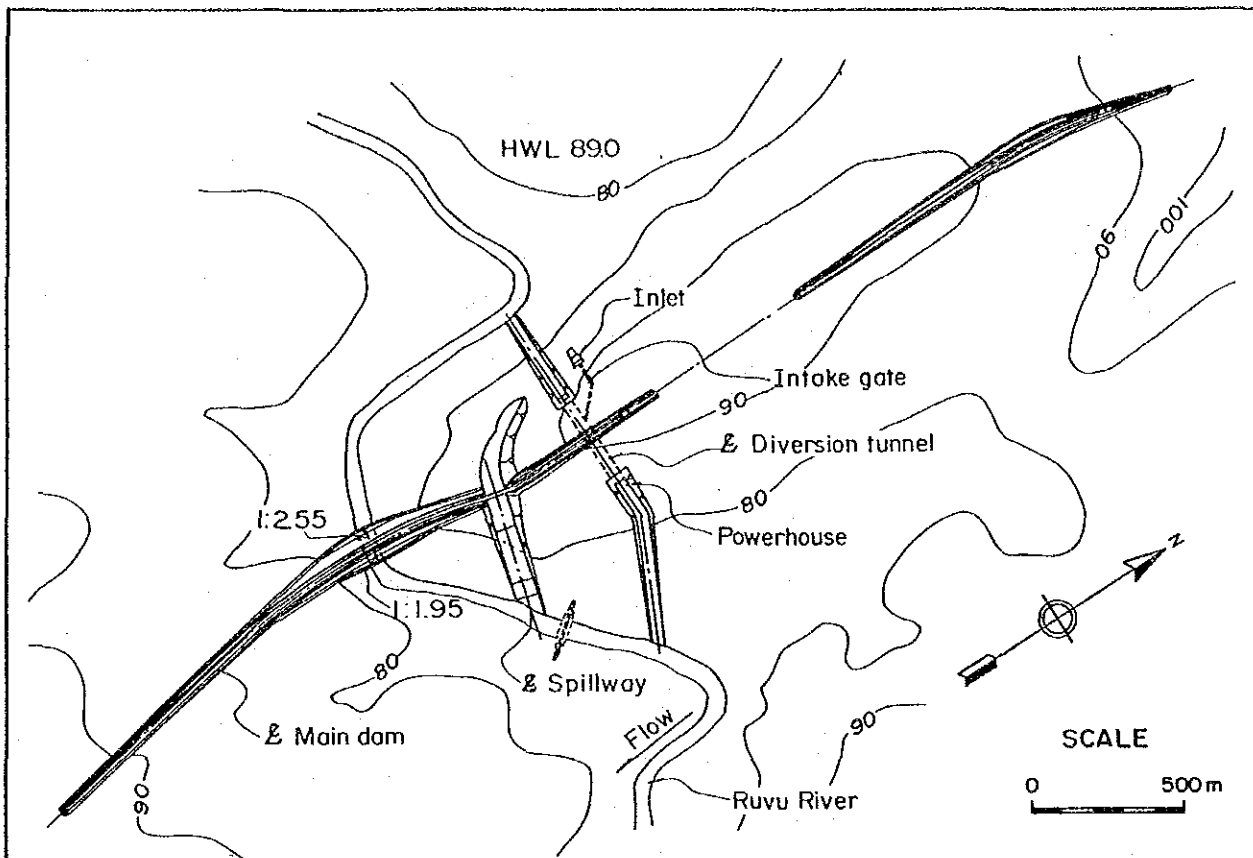 HWL 89.0
80
100
90
Inlet
Intake gate
90
℄ Diversion tunnel
80
1:2.55
Powerhouse
1:1.95
80
℄ Spillway
N
℄ Main dam
Flow
90
SCALE
90
Ruvu River
0 500m